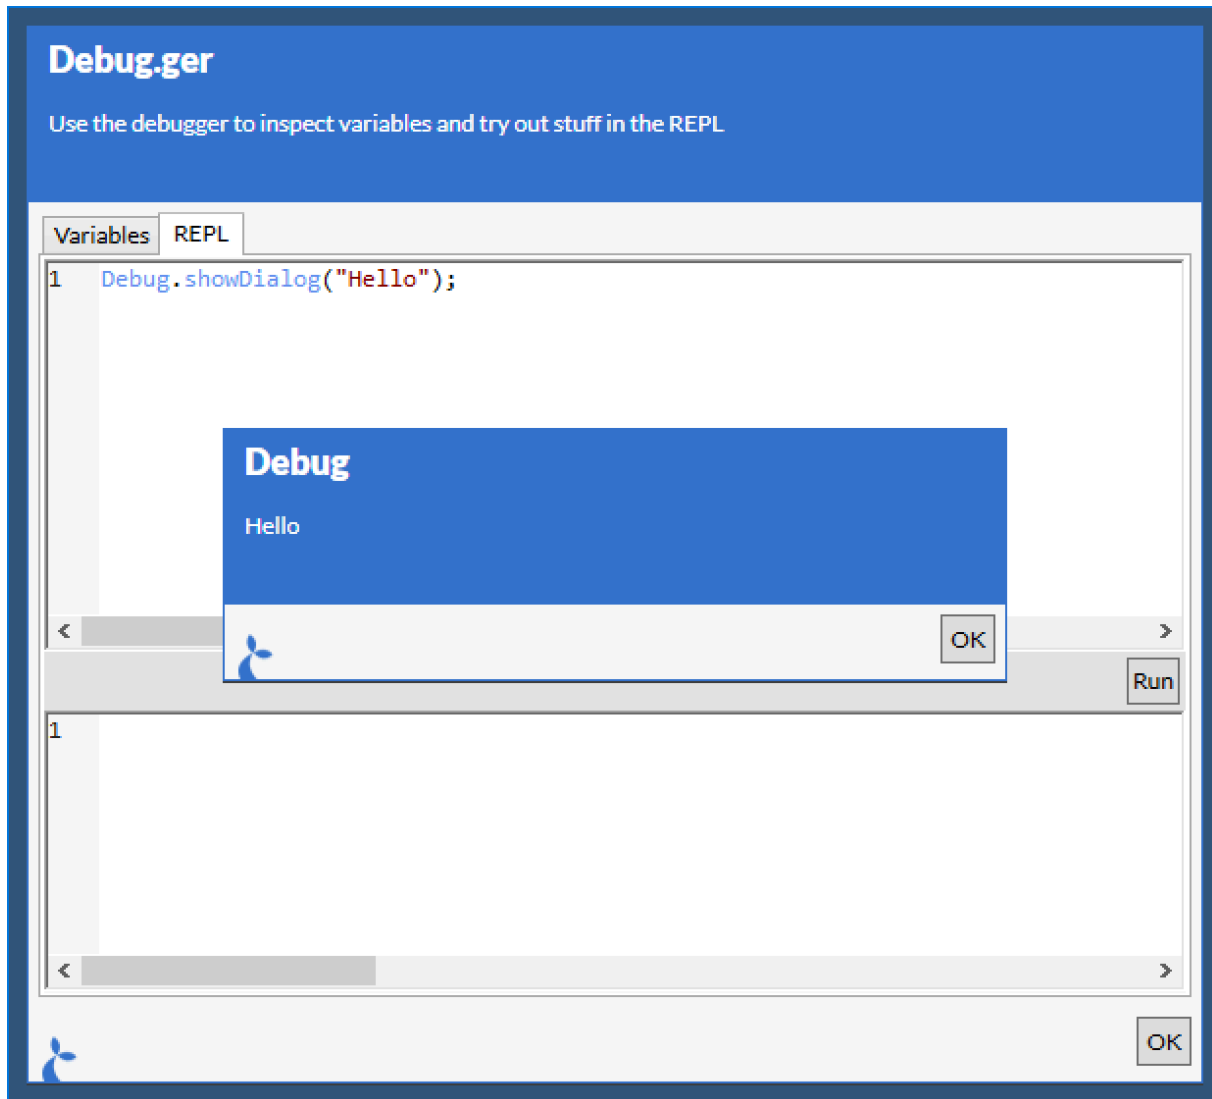 Debug.ger
Use the debugger to inspect variables and try out stuff in the REPL
Variables REPL
1 Debug.showDialog("Hello");
Debug
Hello
OK
Run
1
OK